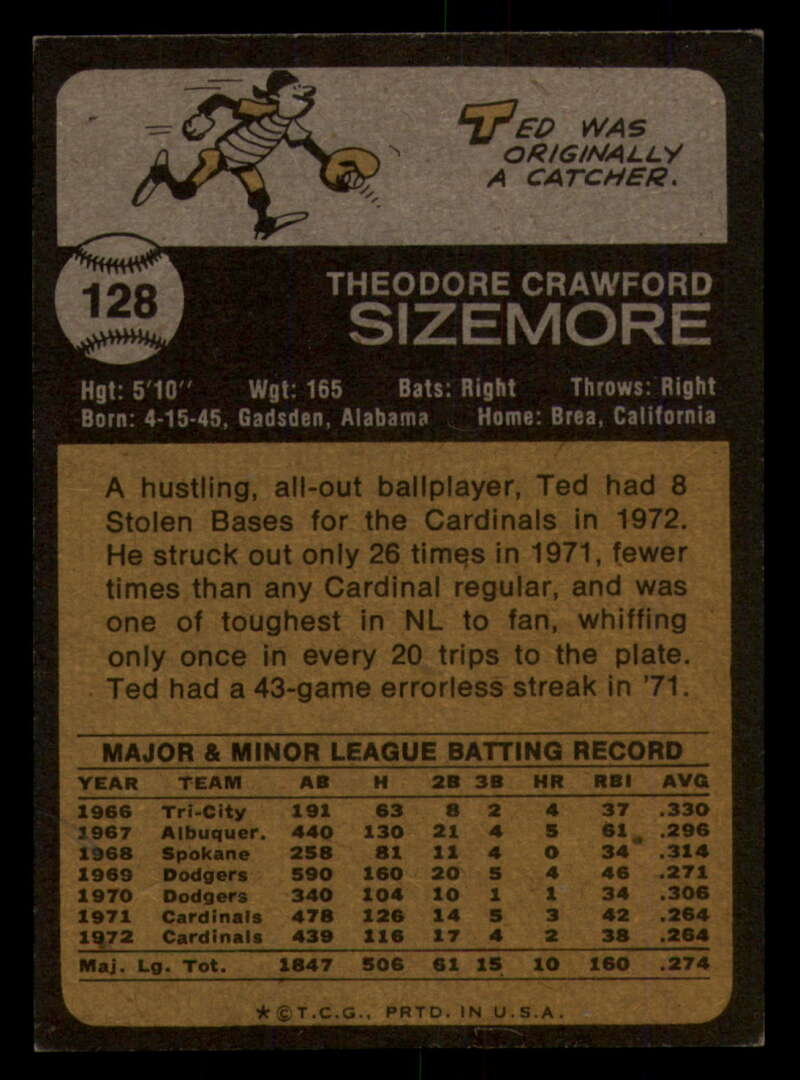 TED WAS
ORIGINALLY
A CATCHER.
128
THEODORE CRAWFORD
SIZEMORE
Hgt: 5'10" Wgt: 165 Bats: Right Throws: Right
Born: 4-15-45, Gadsden, Alabama Home: Brea, California
A hustling, all-out ballplayer, Ted had 8
Stolen Bases for the Cardinals in 1972.
He struck out only 26 times in 1971, fewer
times than any Cardinal regular, and was
one of toughest in NL to fan, whiffing
only once in every 20 trips to the plate.
Ted had a 43-game errorless streak in '71.
MAJOR & MINOR LEAGUE BATTING RECORD
YEAR TEAM AB H 2B 3B HR RBI AVG
1966 Tri-City 191 63 8 2 4 37 .330
1967 Albuquer. 440 130 21 4 5 61 .296
1968 Spokane 258 81 11 4 0 34 .314
1969 Dodgers 590 160 20 5 4 46 .271
1970 Dodgers 340 104 10 1 1 34 .306
1971 Cardinals 478 126 14 5 3 42 .264
1972 Cardinals 439 116 17 4 2 38 .264
Maj. Lg. Tot. 1847 506 61 15 10 160 .274
*©T.C.G., PRTD. IN U.S.A.